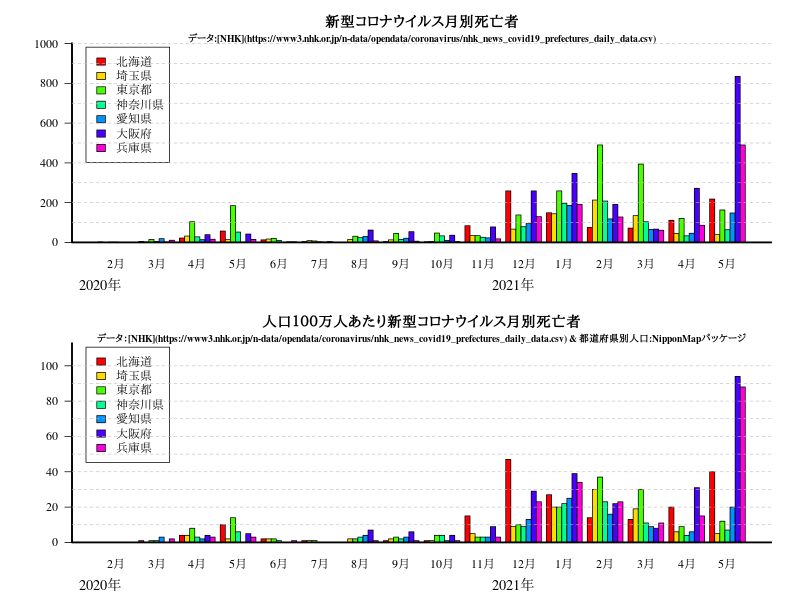 新型コロナウイルス月別死亡者
データ:[NHK](https://www3.nhk.or.jp/n-data/opendata/coronavirus/nhk_news_covid19_prefectures_daily_data.csv)
1000
800
600
400
200
0
北海道
埼玉県
東京都
神奈川県
愛知県
大阪府
兵庫県
2月 3月 4月 5月 6月 7月 8月 9月 10月 11月 12月 1月 2月 3月 4月 5月
2020年 2021年
人口100万人あたり新型コロナウイルス月別死亡者
データ:[NHK](https://www3.nhk.or.jp/n-data/opendata/coronavirus/nhk_news_covid19_prefectures_daily_data.csv) & 都道府県別人口:NipponMapパッケージ
100
80
60
40
20
0
北海道
埼玉県
東京都
神奈川県
愛知県
大阪府
兵庫県
2月 3月 4月 5月 6月 7月 8月 9月 10月 11月 12月 1月 2月 3月 4月 5月
2020年 2021年